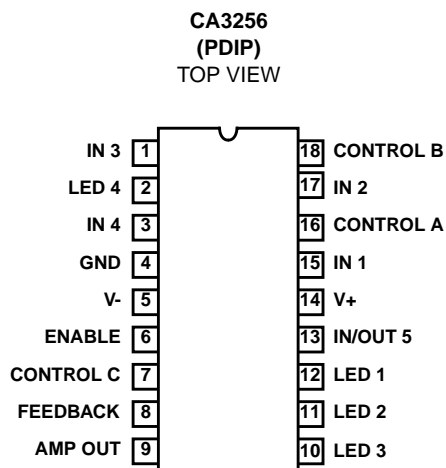 CA3256
(PDIP)
TOP VIEW
IN 3 1 18 CONTROL B
LED 4 2 17 IN 2
IN 4 3 16 CONTROL A
GND 4 15 IN 1
V- 5 14 V+
ENABLE 6 13 IN/OUT 5
CONTROL C 7 12 LED 1
FEEDBACK 8 11 LED 2
AMP OUT 9 10 LED 3